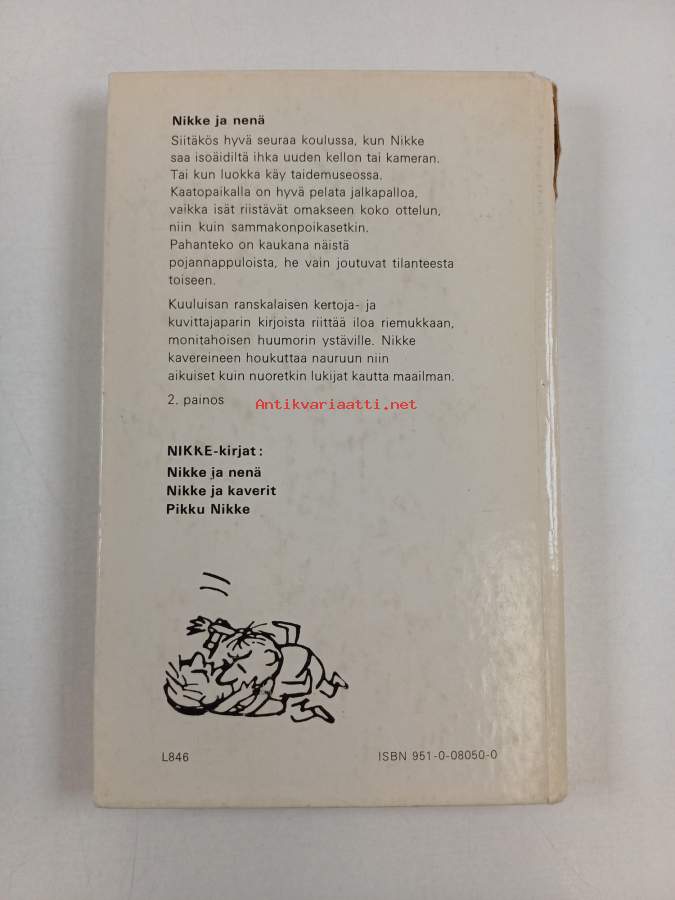 Nikke ja nenä
Siitäkös hyvä seuraa koulussa, kun Nikke
saa isoäidiltä ihka uuden kellon tai kameran.
Tai kun luokka käy taidemuseossa.
Kaatopaikalla on hyvä pelata jalkapalloa,
vaikka isät riistävät omakseen koko ottelun,
niin kuin sammakonpoikasetkin.
Pahanteko on kaukana näistä
pojannappuloista, he vain joutuvat tilanteesta
toiseen.
Kuuluisan ranskalaisen kertoja- ja
kuvittajaparin kirjoista riittää iloa riemukkaan,
monitahoisen huumorin ystäville. Nikke
kavereineen houkuttaa nauruun niin
aikuiset kuin nuoretkin lukijat kautta maailman.
2. painos
Antikvariaatti.net
NIKKE-kirjat:
Nikke ja nenä
Nikke ja kaverit
Pikku Nikke
L846
ISBN 951-0-08050-0